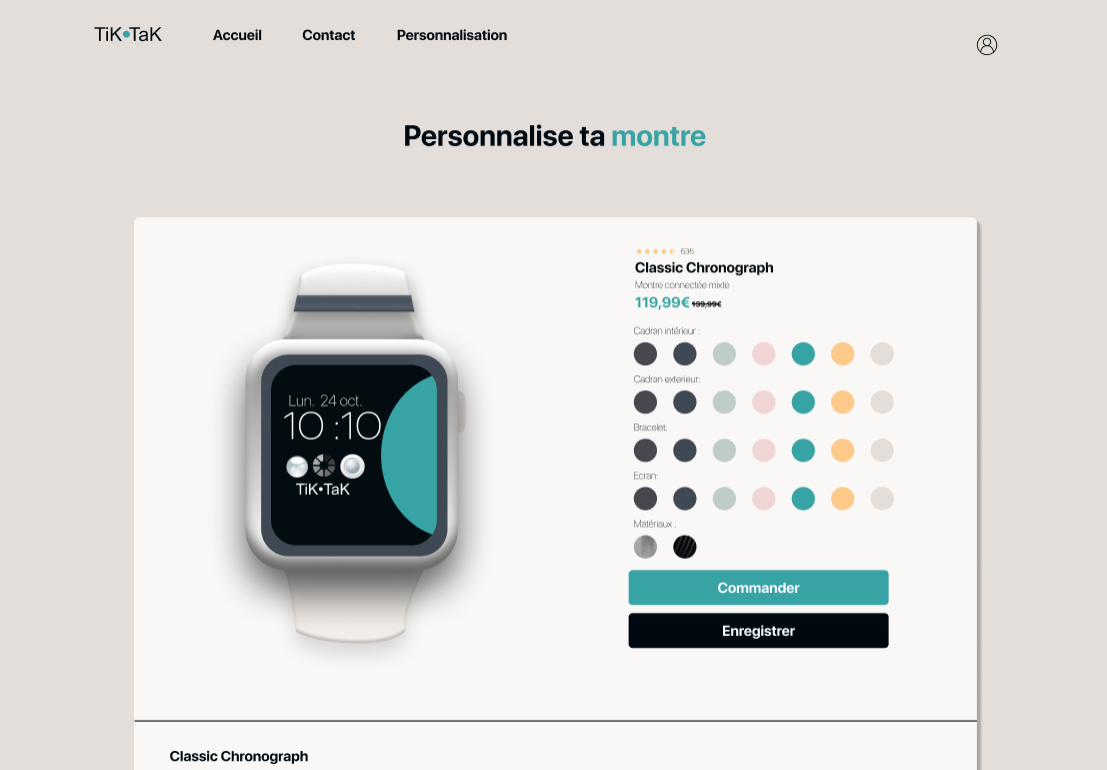 TiK•TaK
Accueil
Contact
Personnalisation
Personnalise ta montre
636
Classic Chronograph
Montre connectée mixte
119,99€ 139,99€
Cadran intérieur :
Cadran exterieur:
Bracelet:
Ecran:
Matériaux :
Commander
Enregistrer
Lun. 24 oct.
10 :10
TiK•TaK
Classic Chronograph